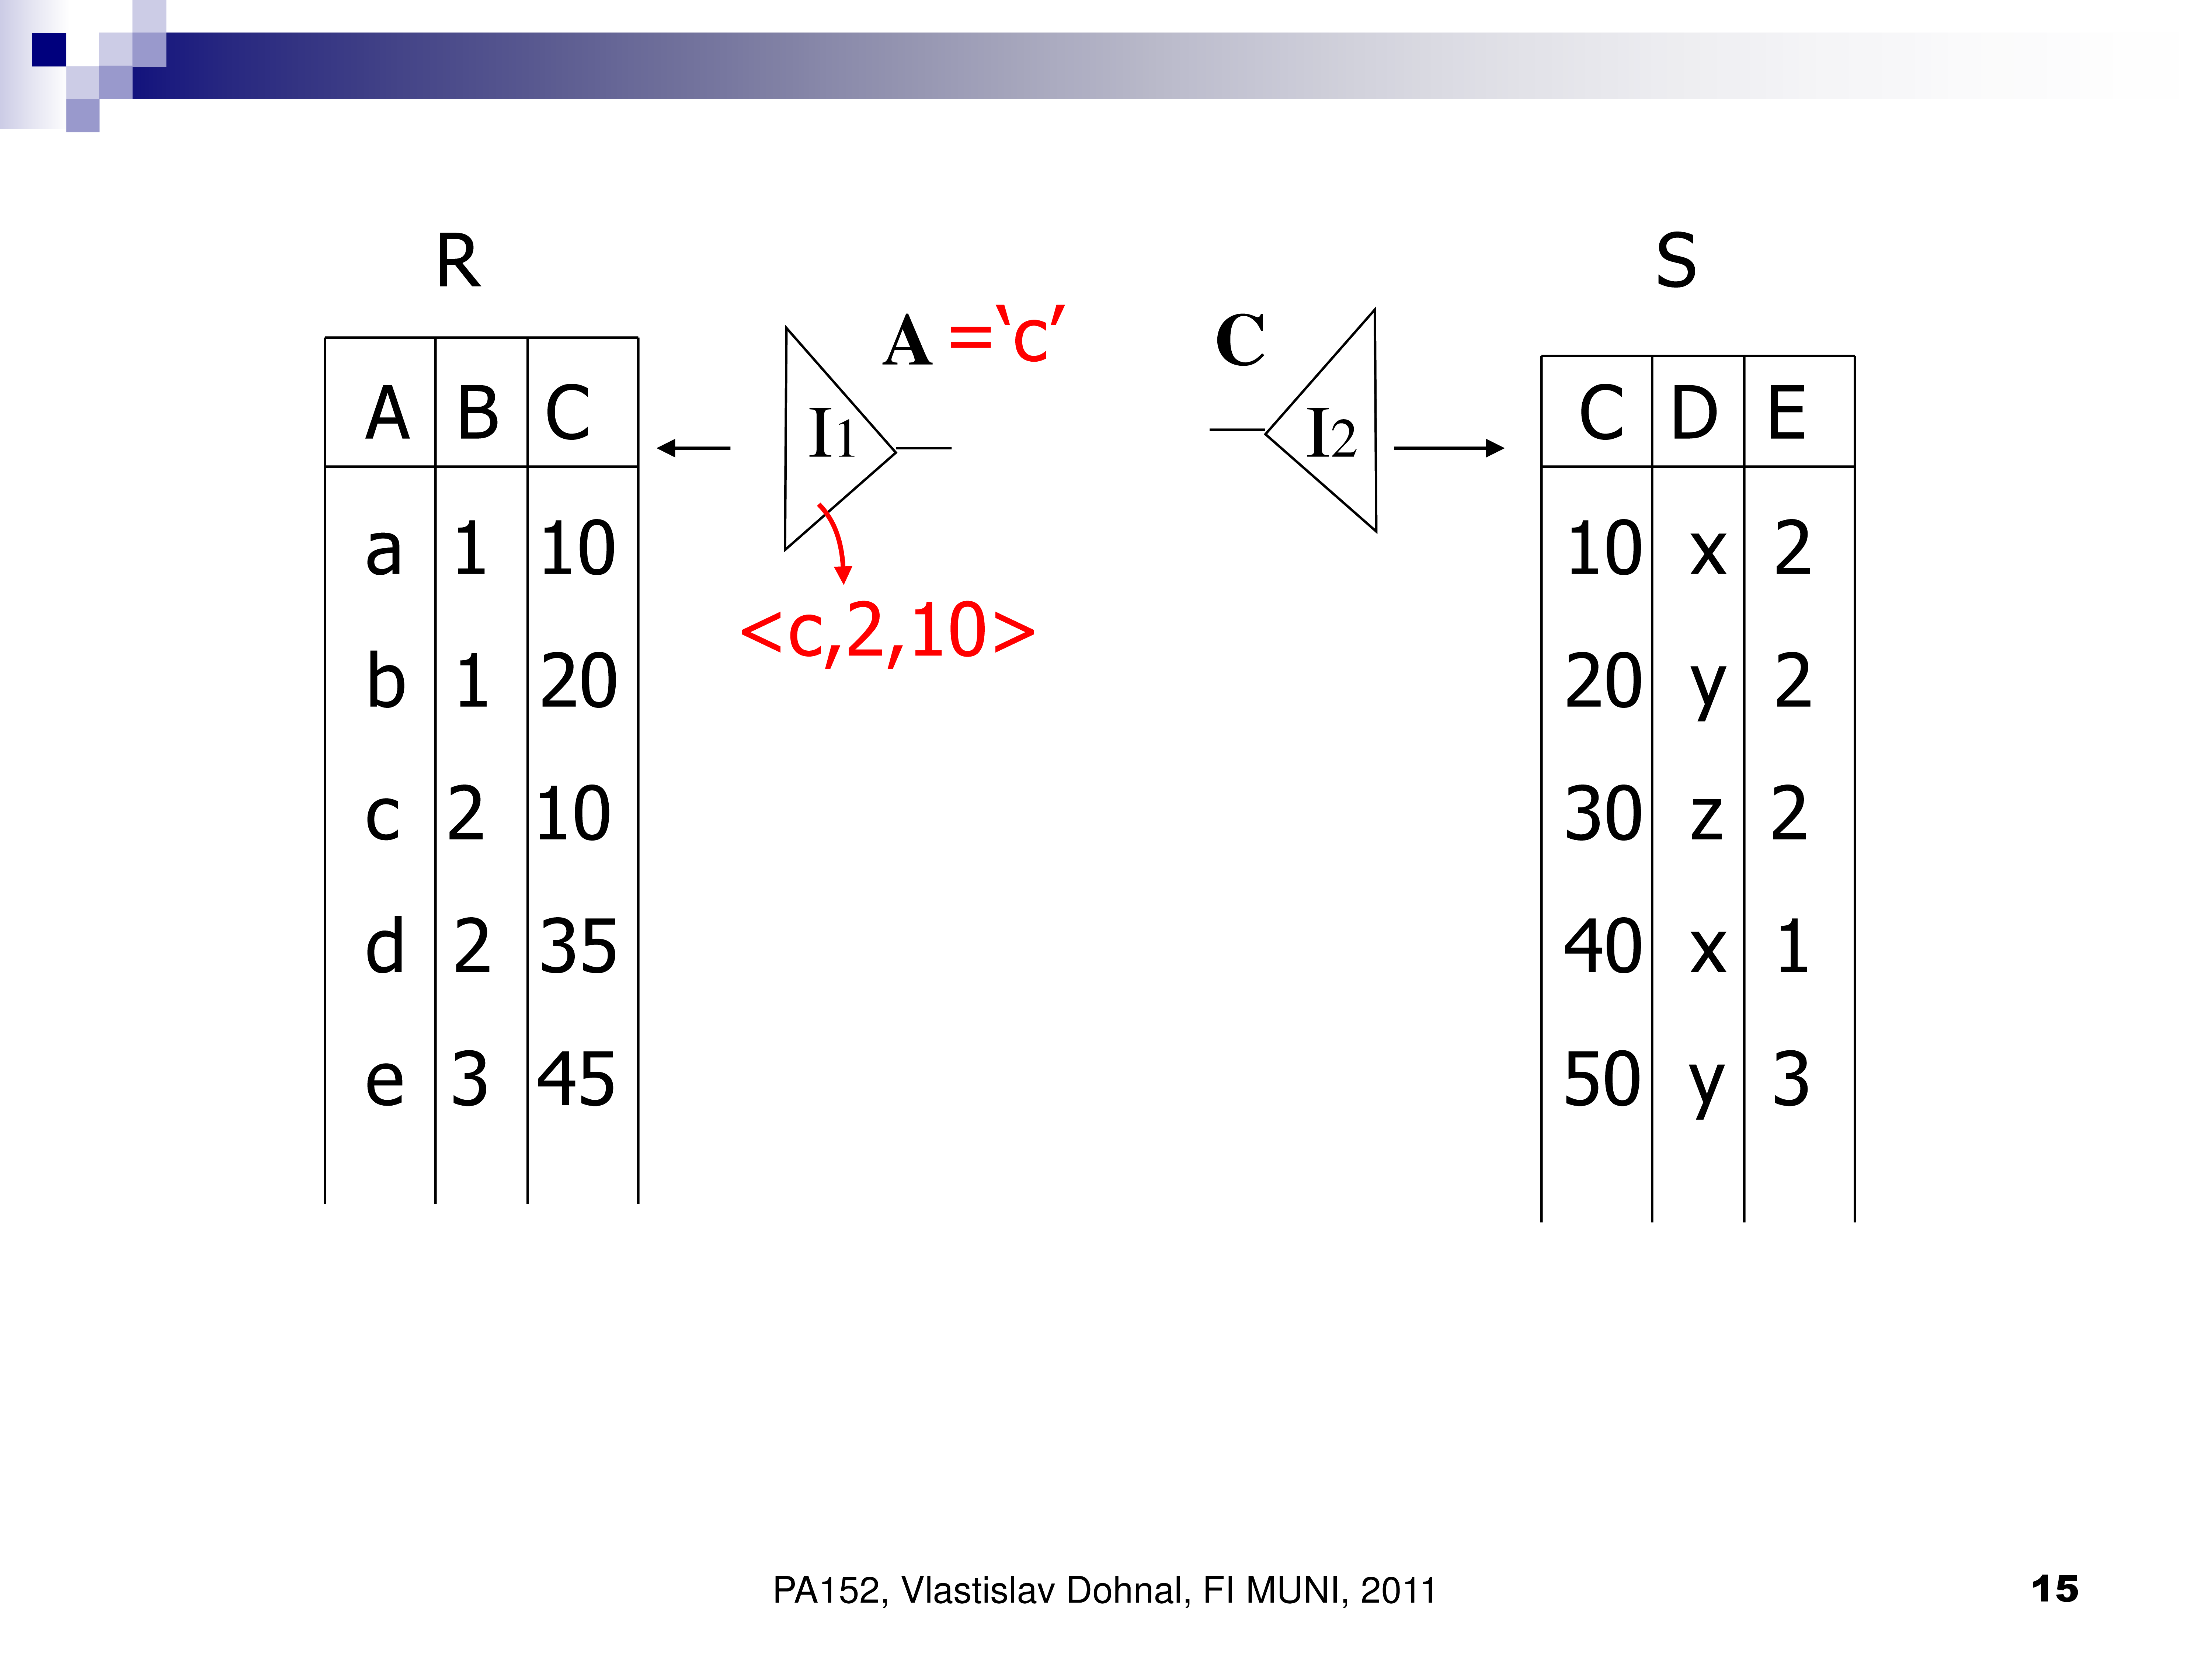 R S
A =‘c’ C
A B C I1 I2 C D E
a 1 10 10 x 2
<c,2,10>
b 1 20 20 y 2
c 2 10 30 z 2
d 2 35 40 x 1
e 3 45 50 y 3
PA152, Vlastislav Dohnal, FI MUNI, 2011 15